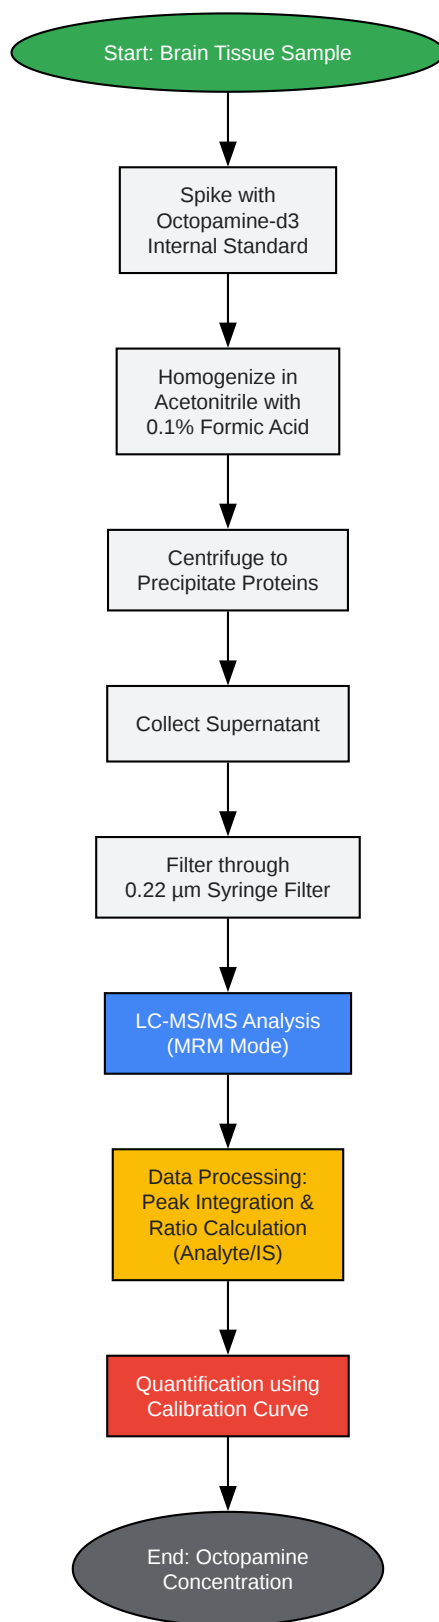 Start: Brain Tissue Sample
Spike with
Octopamine-d3
Internal Standard
Homogenize in
Acetonitrile with
0.1% Formic Acid
Centrifuge to
Precipitate Proteins
Collect Supernatant
Filter through
0.22 µm Syringe Filter
LC-MS/MS Analysis
(MRM Mode)
Data Processing:
Peak Integration &
Ratio Calculation
(Analyte/IS)
Quantification using
Calibration Curve
End: Octopamine
Concentration